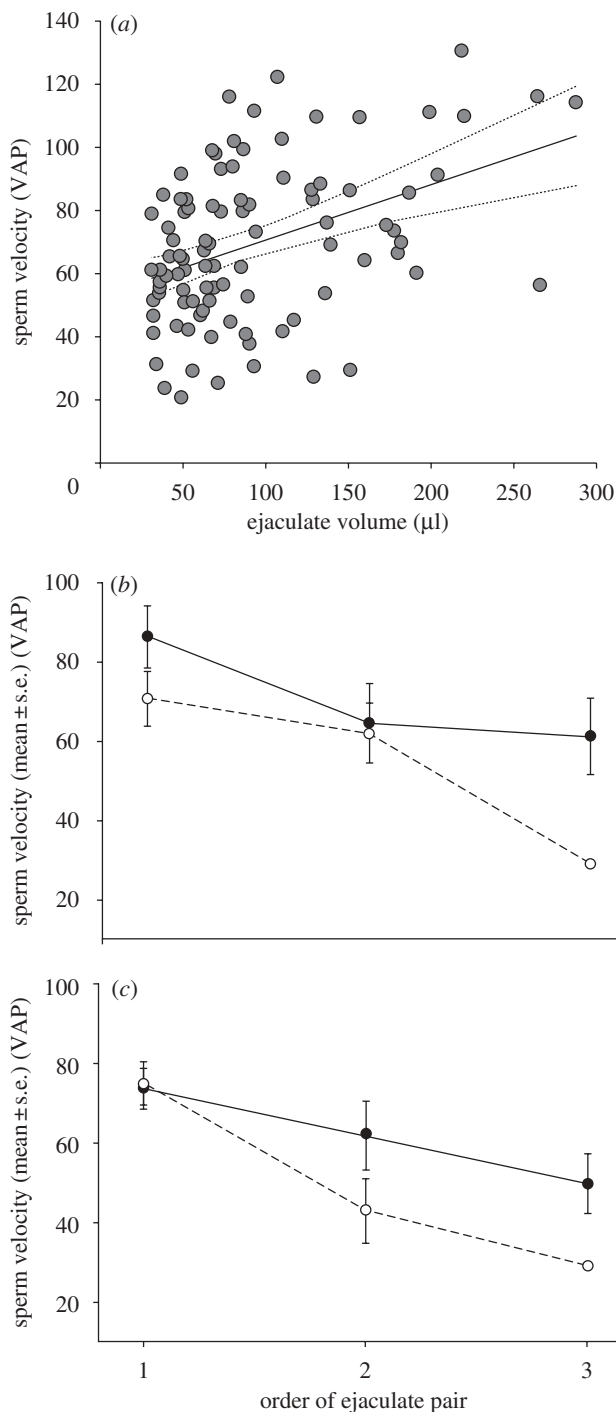 (a)
140
120
100
80
60
40
20
0
sperm velocity (VAP)
50 100 150 200 250 300
ejaculate volume (μl)
(b)
100
80
60
40
20
sperm velocity (mean ± s.e.) (VAP)
(c)
100
80
60
40
20
sperm velocity (mean ± s.e.) (VAP)
1 2 3
order of ejaculate pair